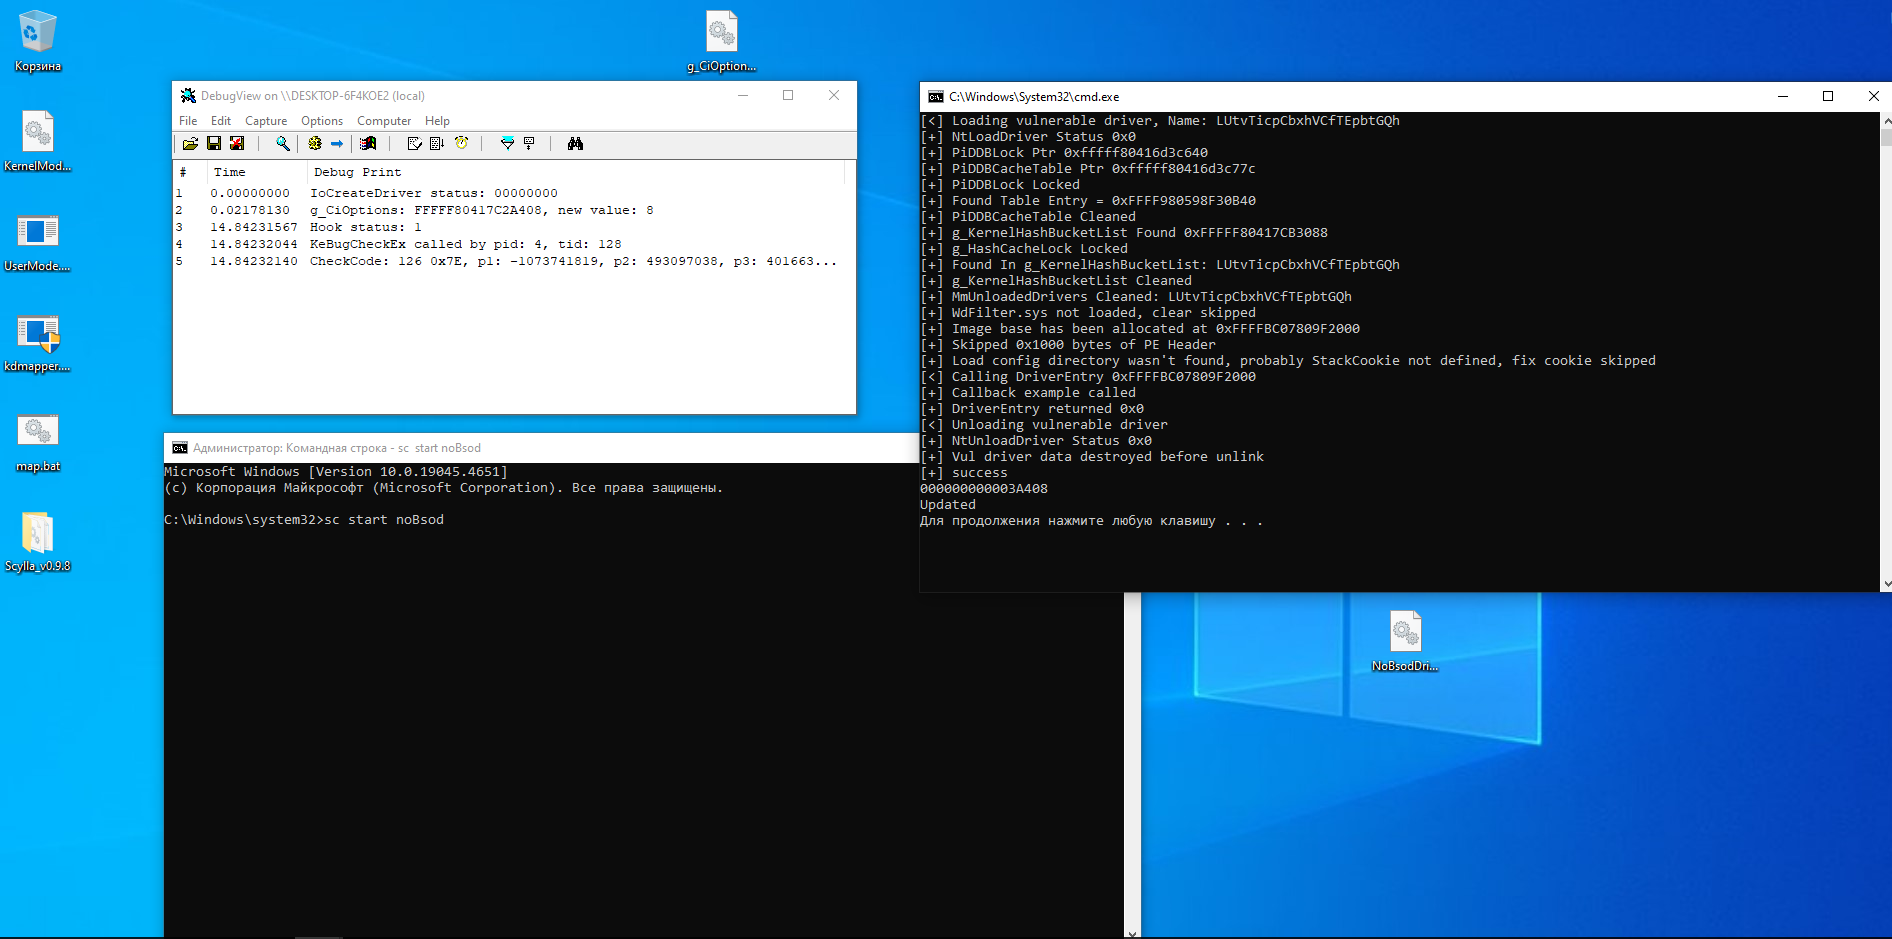 Корзина
KernelMod...
UserMode....
kdmapper....
map.bat
Scylla_v0.9.8
g_CiOption...
DebugView on \\DESKTOP-6F4KOE2 (local)
File Edit Capture Options Computer Help
# Time Debug Print
1 0.00000000 IoCreateDriver status: 00000000
2 0.02178130 g_CiOptions: FFFFF80417C2A408, new value: 8
3 14.84231567 Hook status: 1
4 14.84232044 KeBugCheckEx called by pid: 4, tid: 128
5 14.84232140 CheckCode: 126 0x7E, p1: -1073741819, p2: 493097038, p3: 401663...
Администратор: Командная строка - sc start noBsod
Microsoft Windows [Version 10.0.19045.4651]
(c) Корпорация Майкрософт (Microsoft Corporation). Все права защищены.
C:\Windows\system32>sc start noBsod
C:\Windows\System32\cmd.exe
[<] Loading vulnerable driver, Name: LUtvTicpCbxhVCfTEpbtGQh
[+] NtLoadDriver Status 0x0
[+] PiDDBLock Ptr 0xfffff80416d3c640
[+] PiDDBCacheTable Ptr 0xfffff80416d3c77c
[+] PiDDBLock Locked
[+] Found Table Entry = 0xFFFF980598F30B40
[+] PiDDBCacheTable Cleaned
[+] g_KernelHashBucketList Found 0xFFFFF80417CB3088
[+] g_HashCacheLock Locked
[+] Found In g_KernelHashBucketList: LUtvTicpCbxhVCfTEpbtGQh
[+] g_KernelHashBucketList Cleaned
[+] MmUnloadedDrivers Cleaned: LUtvTicpCbxhVCfTEpbtGQh
[+] WdFilter.sys not loaded, clear skipped
[+] Image base has been allocated at 0xFFFFBC07809F2000
[+] Skipped 0x1000 bytes of PE Header
[+] Load config directory wasn't found, probably StackCookie not defined, fix cookie skipped
[<] Calling DriverEntry 0xFFFFBC07809F2000
[+] Callback example called
[+] DriverEntry returned 0x0
[<] Unloading vulnerable driver
[+] NtUnloadDriver Status 0x0
[+] Vul driver data destroyed before unlink
[+] success
000000000003A408
Updated
Для продолжения нажмите любую клавишу . . .
NoBsodDri...